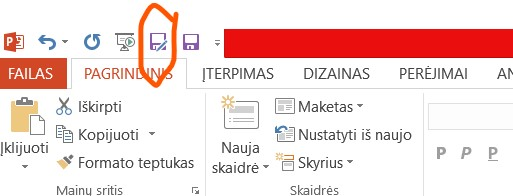 FAILAS PAGRINDINIS ĮTERPIMAS DIZAINAS PERĖJIMAI
Iškirpti
Kopijuoti
Formato teptukas
Įklijuoti
Mainų sritis
Nauja
skaidrė
Maketas
Nustatyti iš naujo
Skyrius
Skaidrės
P P P